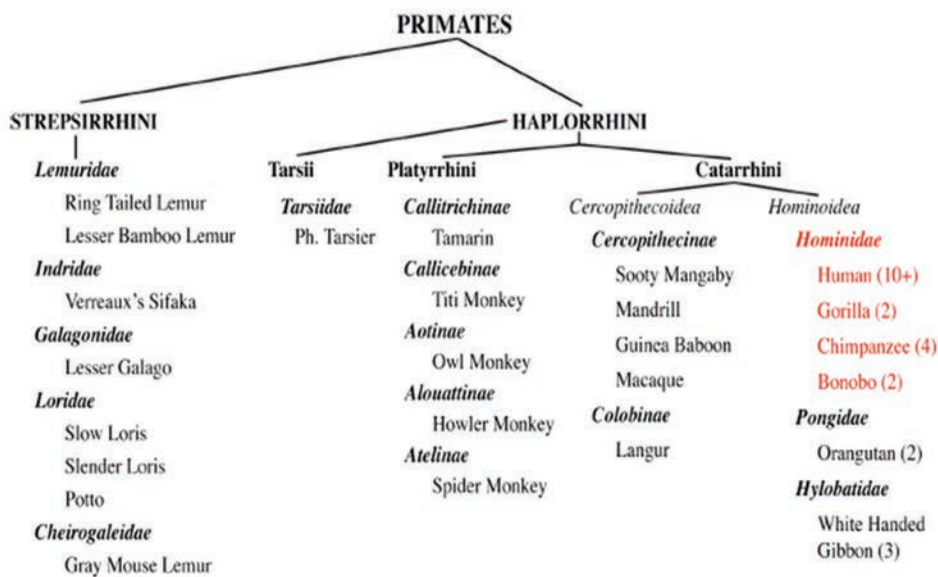 PRIMATES
STREPSIRRHINI
Lemuridae
Ring Tailed Lemur
Lesser Bamboo Lemur
Indridae
Verreaux's Sifaka
Galagonidae
Lesser Galago
Loridae
Slow Loris
Slender Loris
Potto
Cheirogaleidae
Gray Mouse Lemur
HAPLORRHINI
Tarsii
Tarsiidae
Ph. Tarsier
Platyrrhini
Callitrichinae
Tamarin
Callicebinae
Titi Monkey
Aotinae
Owl Monkey
Alouattinae
Howler Monkey
Atelinae
Spider Monkey
Catarrhini
Cercopithecoidea
Cercopithecinae
Sooty Mangaby
Mandrill
Guinea Baboon
Macaque
Colobinae
Langur
Hominoidea
Hominidae
Human (10+)
Gorilla (2)
Chimpanzee (4)
Bonobo (2)
Pongidae
Orangutan (2)
Hylobatidae
White Handed
Gibbon (3)